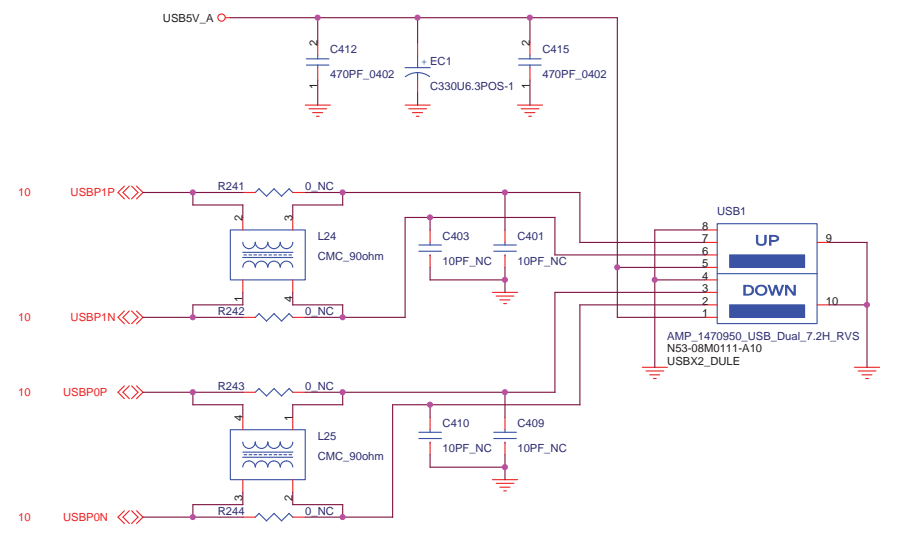 USB5V_A
2 C412
1 470PF_0402
+ EC1
C330U6.3POS-1
2 C415
1 470PF_0402
10 USBP1P R241 0_NC
2 3
L24
CMC_90ohm
1 4
10 USBP1N R242 0_NC
C403
10PF_NC
C401
10PF_NC
USB1
8
7
6
5
4
3
2
1
UP
DOWN
9
10
AMP_1470950_USB_Dual_7.2H_RVS
N53-08M0111-A10
USBX2_DULE
10 USBP0P R243 0_NC
4 1
L25
CMC_90ohm
3 2
10 USBP0N R244 0_NC
C410
10PF_NC
C409
10PF_NC